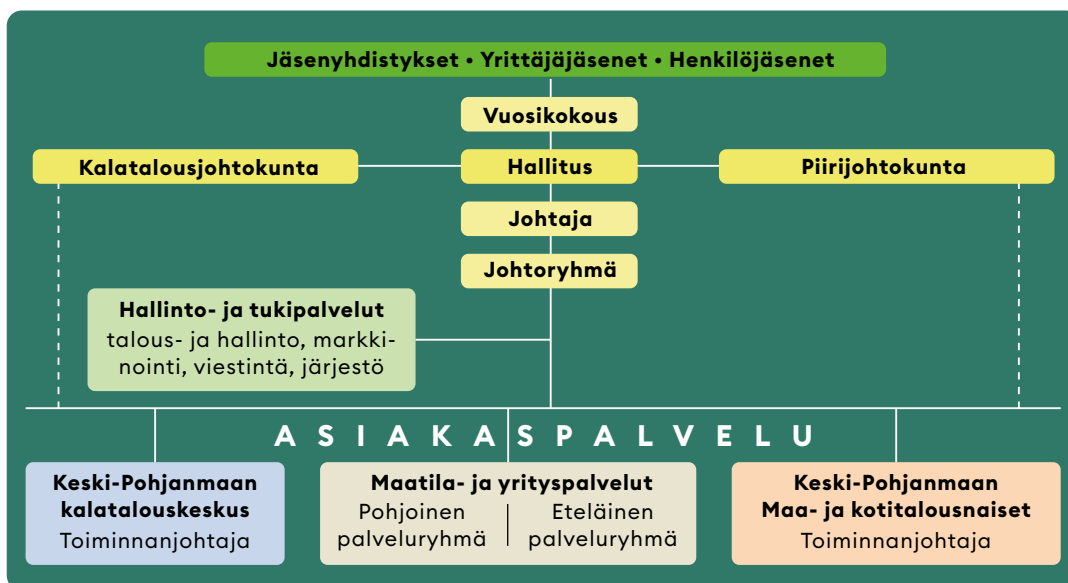 Jäsenyhdistykset • Yrittäjäjäsenet • Henkilöjäsenet
Vuosikokous
Kalatalousjohtokunta
Hallitus
Piirijohtokunta
Johtaja
Johtoryhmä
Hallinto- ja tukipalvelut
talous- ja hallinto, markki-
nointi, viestintä, järjestö
ASIAKASPALVELU
Keski-Pohjanmaan
kalatalouskeskus
Toiminnanjohtaja
Maatila- ja yrityspalvelut
Pohjoinen
palveluryhmä
Eteläinen
palveluryhmä
Keski-Pohjanmaan
Maa- ja kotitalousnaiset
Toiminnanjohtaja